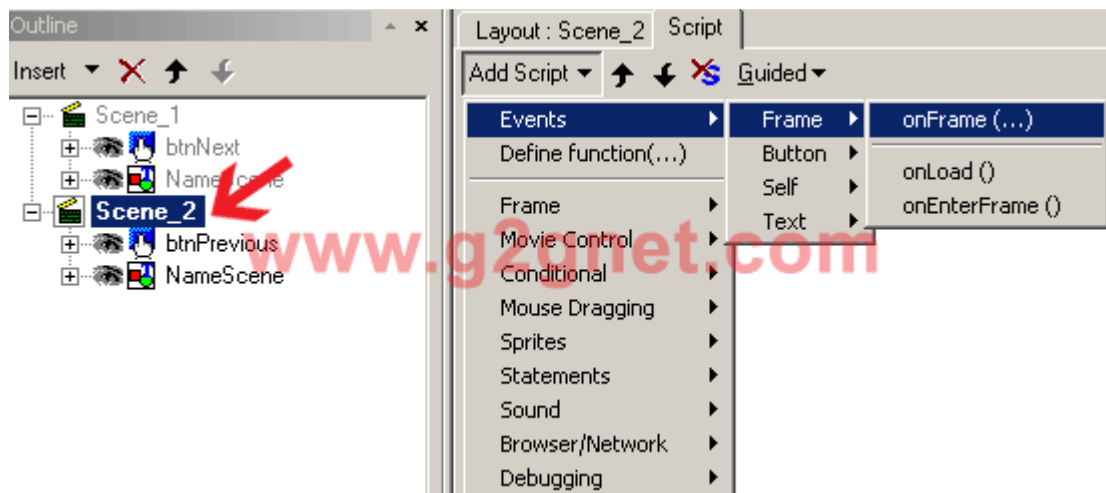 Outline
Insert
Scene_1
btnNext
NameScene
Scene_2
btnPrevious
NameScene
Layout : Scene_2 Script
Add Script Guided
Events
Define function(...)
Frame
Movie Control
Conditional
Mouse Dragging
Sprites
Statements
Sound
Browser/Network
Debugging
Frame
Button
Self
Text
onFrame (...)
onLoad ()
onEnterFrame ()
www.g2gnet.com